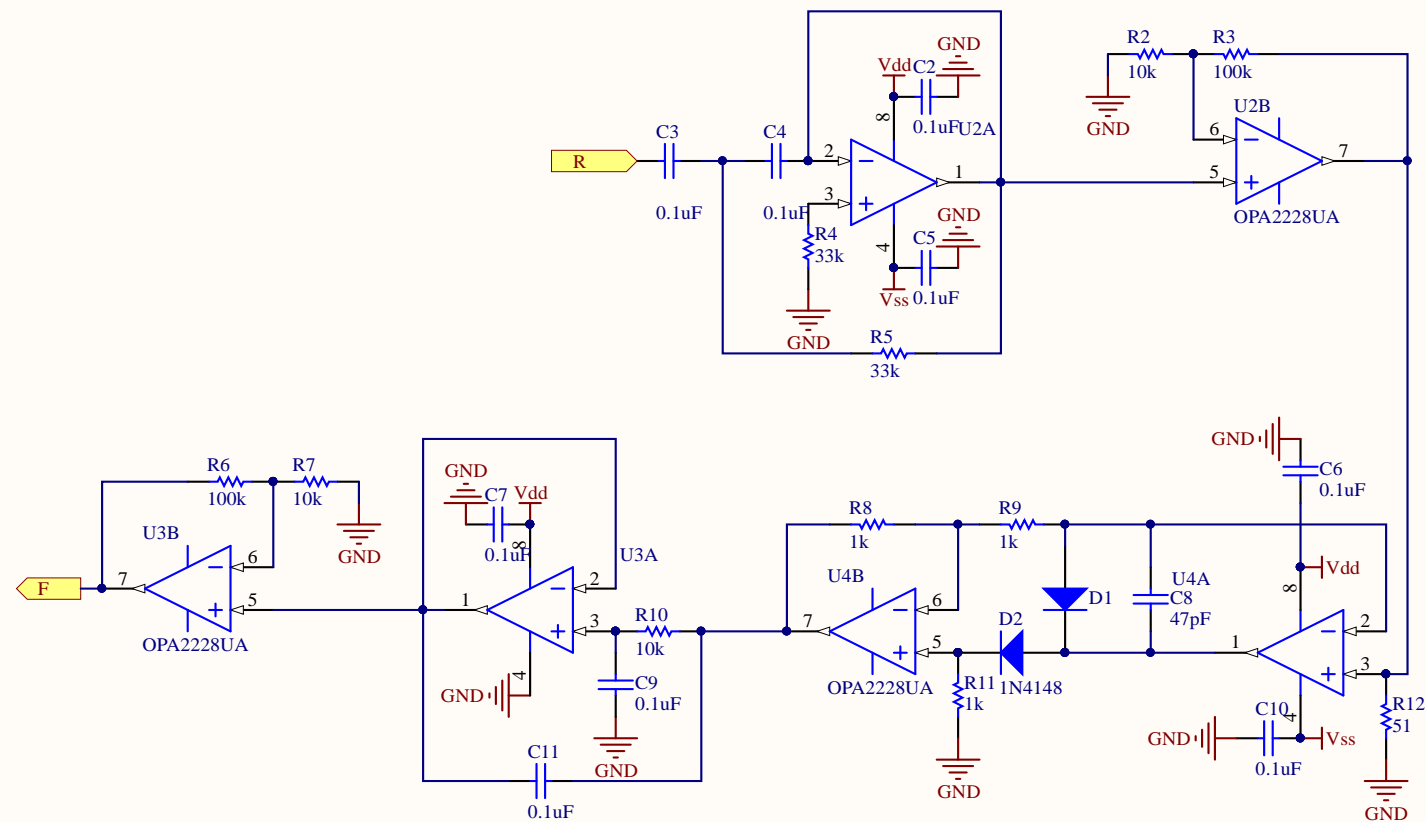 R
C3
0.1uF
C4
0.1uF
2
3
R4
33k
GND
Vdd
C2
GND
0.1uF
U2A
8
1
4
GND
C5
0.1uF
Vss
R5
33k
GND
R2
10k
R3
100k
U2B
6
5
7
OPA2228UA
F
R6
100k
R7
10k
GND
U3B
7
6
5
OPA2228UA
GND
C7
0.1uF
Vdd
8
U3A
1
2
3
4
GND
R10
10k
C9
0.1uF
GND
C11
0.1uF
R8
1k
R9
1k
U4B
7
6
5
OPA2228UA
R11
1k
GND
D2
1N4148
D1
U4A
C8
47pF
GND
C6
0.1uF
Vdd
8
1
2
3
4
Vss
GND
C10
0.1uF
R12
51
GND